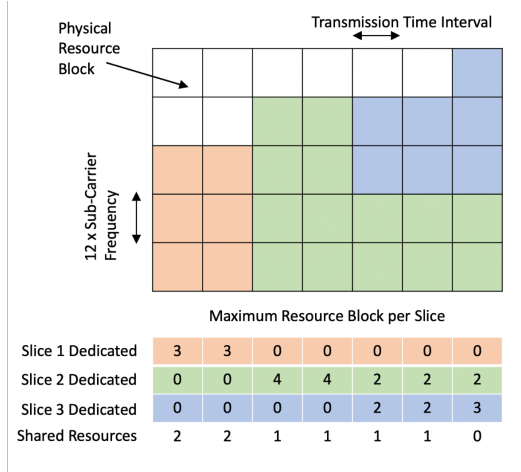 Physical
Resource
Block
Transmission Time Interval
12 x Sub-Carrier
Frequency
Maximum Resource Block per Slice
Slice 1 Dedicated 3 3 0 0 0 0 0
Slice 2 Dedicated 0 0 4 4 2 2 2
Slice 3 Dedicated 0 0 0 0 2 2 3
Shared Resources 2 2 1 1 1 1 0